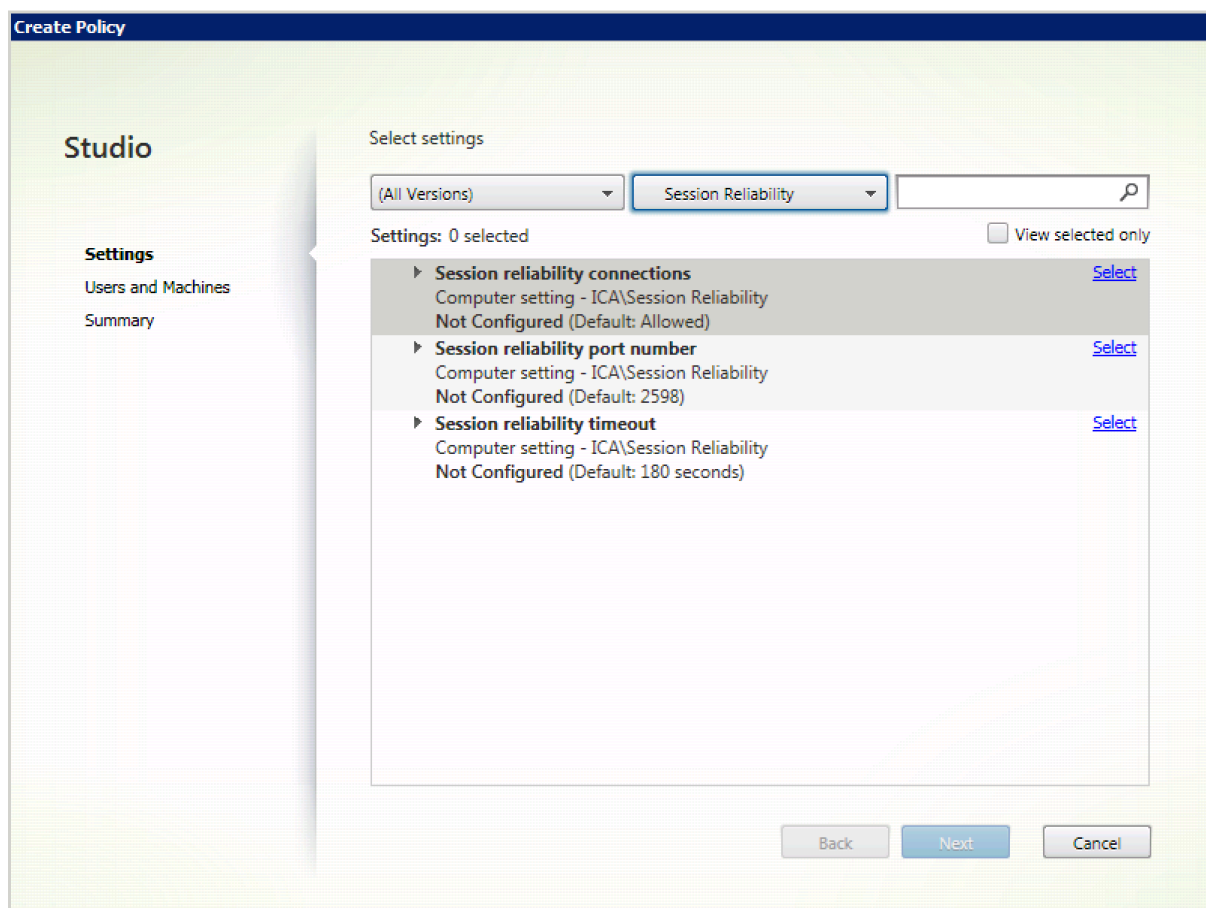 Create Policy
Studio
Select settings
(All Versions)
Session Reliability
Settings: 0 selected
View selected only
Settings
Users and Machines
Summary
Session reliability connections
Select
Computer setting - ICA\Session Reliability
Not Configured (Default: Allowed)
Session reliability port number
Select
Computer setting - ICA\Session Reliability
Not Configured (Default: 2598)
Session reliability timeout
Select
Computer setting - ICA\Session Reliability
Not Configured (Default: 180 seconds)
Back
Next
Cancel